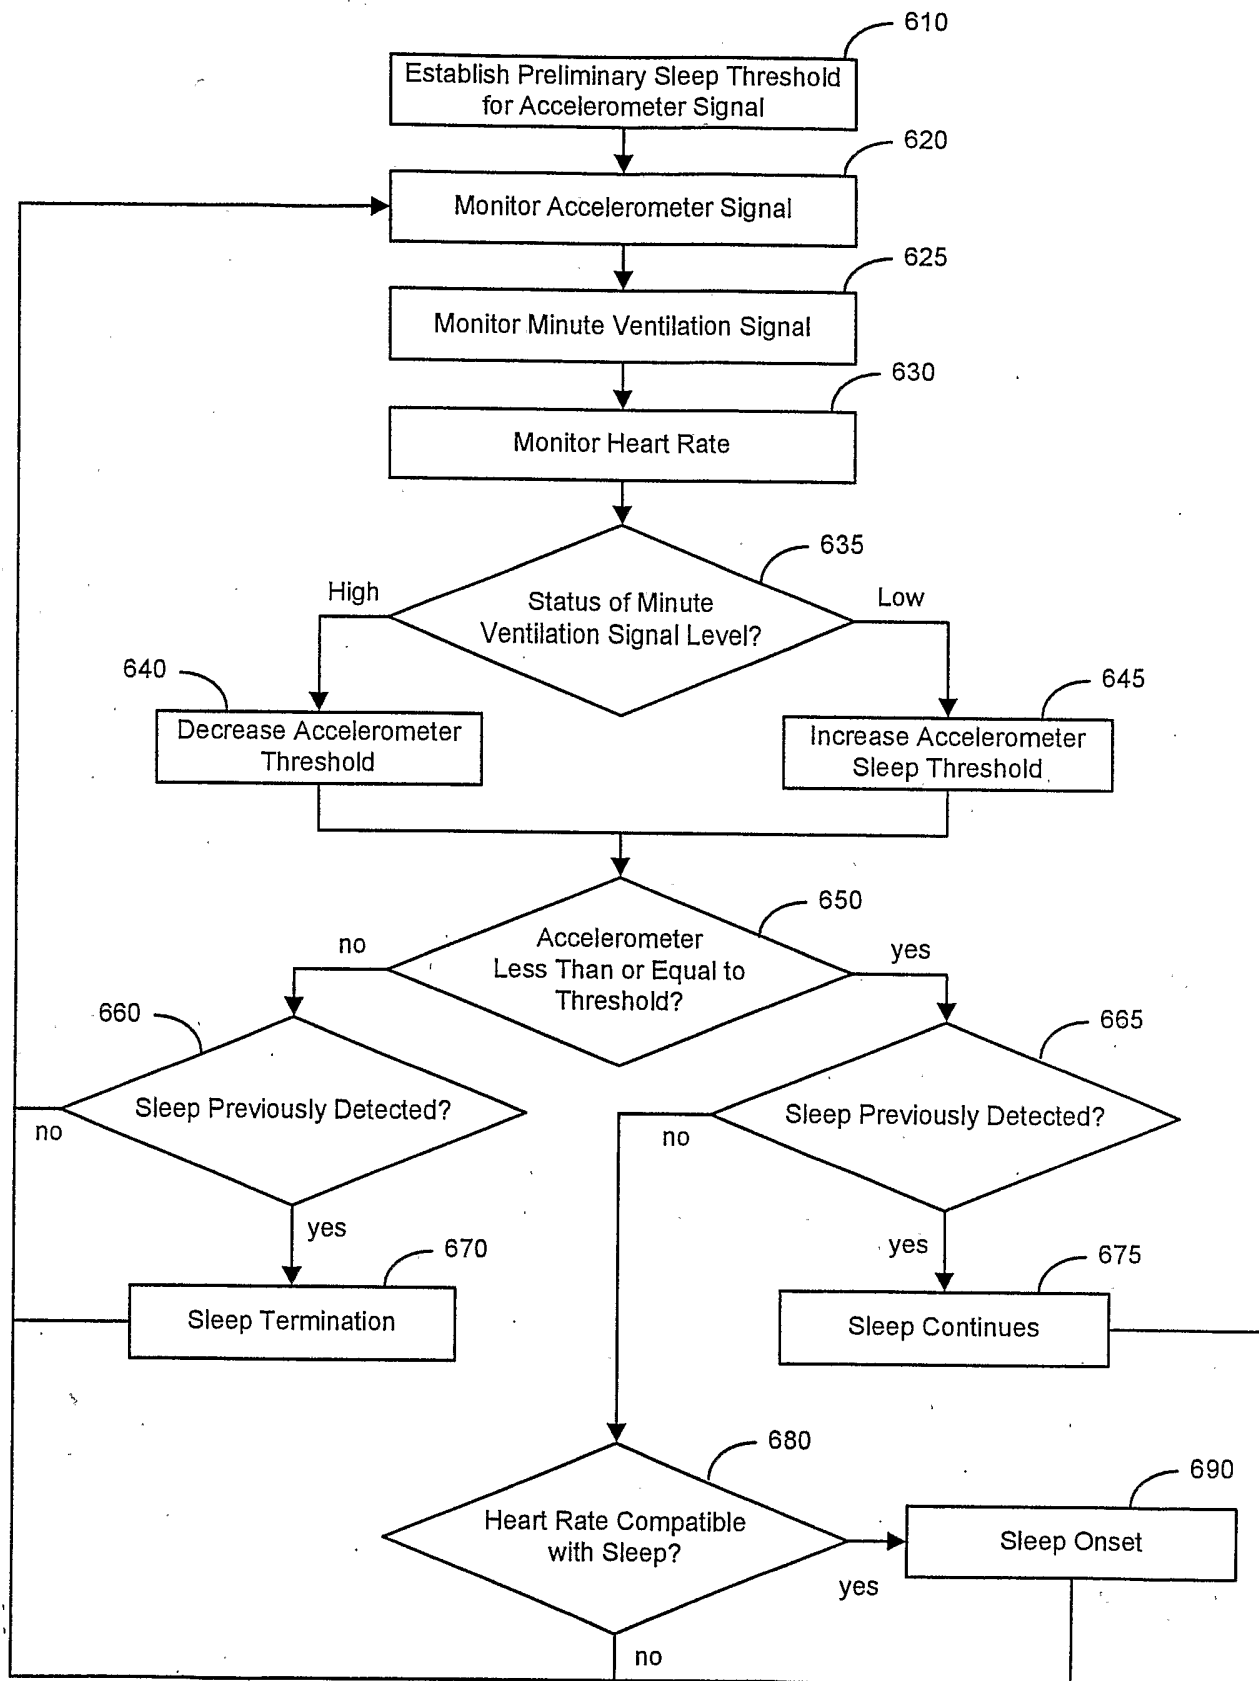 610
Establish Preliminary Sleep Threshold
for Accelerometer Signal
620
Monitor Accelerometer Signal
625
Monitor Minute Ventilation Signal
630
Monitor Heart Rate
635
High
Low
Status of Minute
Ventilation Signal Level?
640
645
Decrease Accelerometer
Threshold
Increase Accelerometer
Sleep Threshold
650
no
yes
Accelerometer
Less Than or Equal to
Threshold?
660
665
Sleep Previously Detected?
Sleep Previously Detected?
no
no
yes
yes
670
675
Sleep Termination
Sleep Continues
680
690
Heart Rate Compatible
with Sleep?
Sleep Onset
yes
no